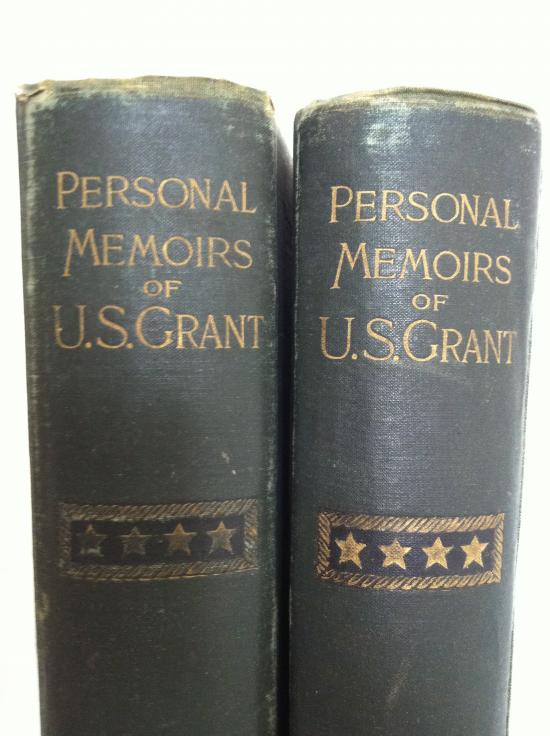 PERSONAL
MEMOIRS
OF
U.S. GRANT
PERSONAL
MEMOIRS
OF
U.S. GRANT